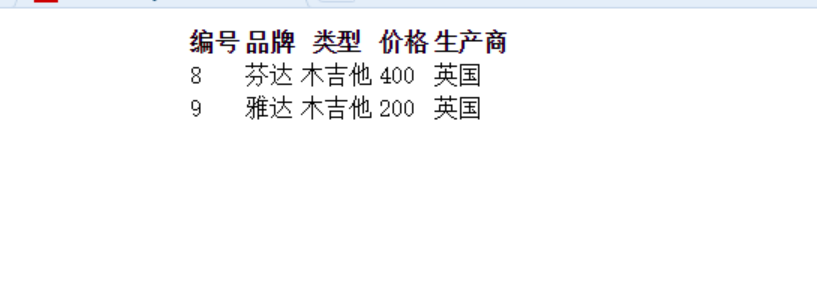 编号 品牌 类型 价格 生产商
8 芬达 木吉他 400 英国
9 雅达 木吉他 200 英国